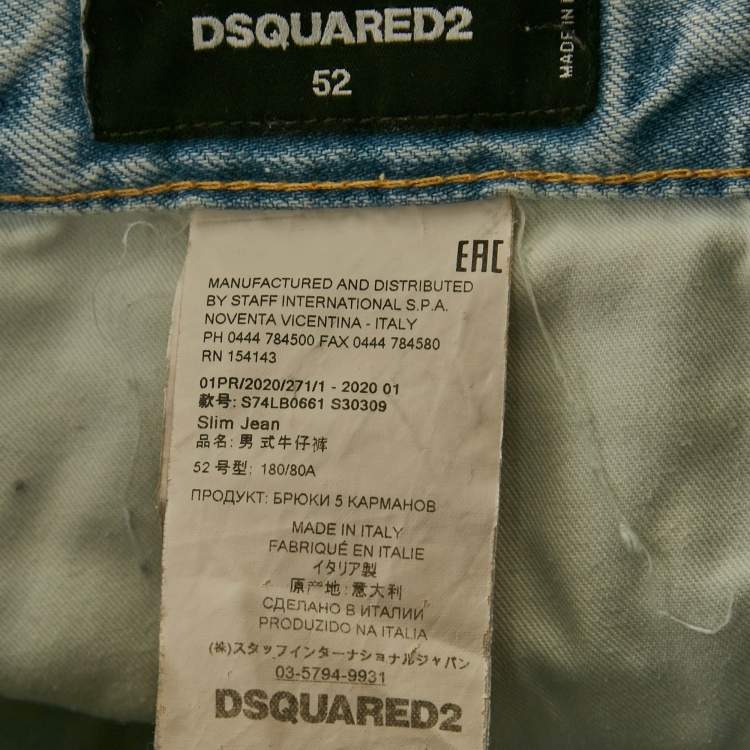 DSQUARED2
52
MADE IN
EAC
MANUFACTURED AND DISTRIBUTED
BY STAFF INTERNATIONAL S.P.A.
NOVENTA VICENTINA - ITALY
PH 0444 784500 FAX 0444 784580
RN 154143
01PR/2020/271/1 - 2020 01
款号: S74LB0661 S30309
Slim Jean
品名: 男式牛仔裤
52 号型: 180/80A
ПРОДУКТ: БРЮКИ 5 КАРМАНОВ
MADE IN ITALY
FABRIQUÉ EN ITALIE
イタリア製
原产地: 意大利
СДЕЛАНО В ИТАЛИИ
PRODUZIDO NA ITALIA
(株)スタッフインターナショナルジャパン
03-5794-9931
DSQUARED2